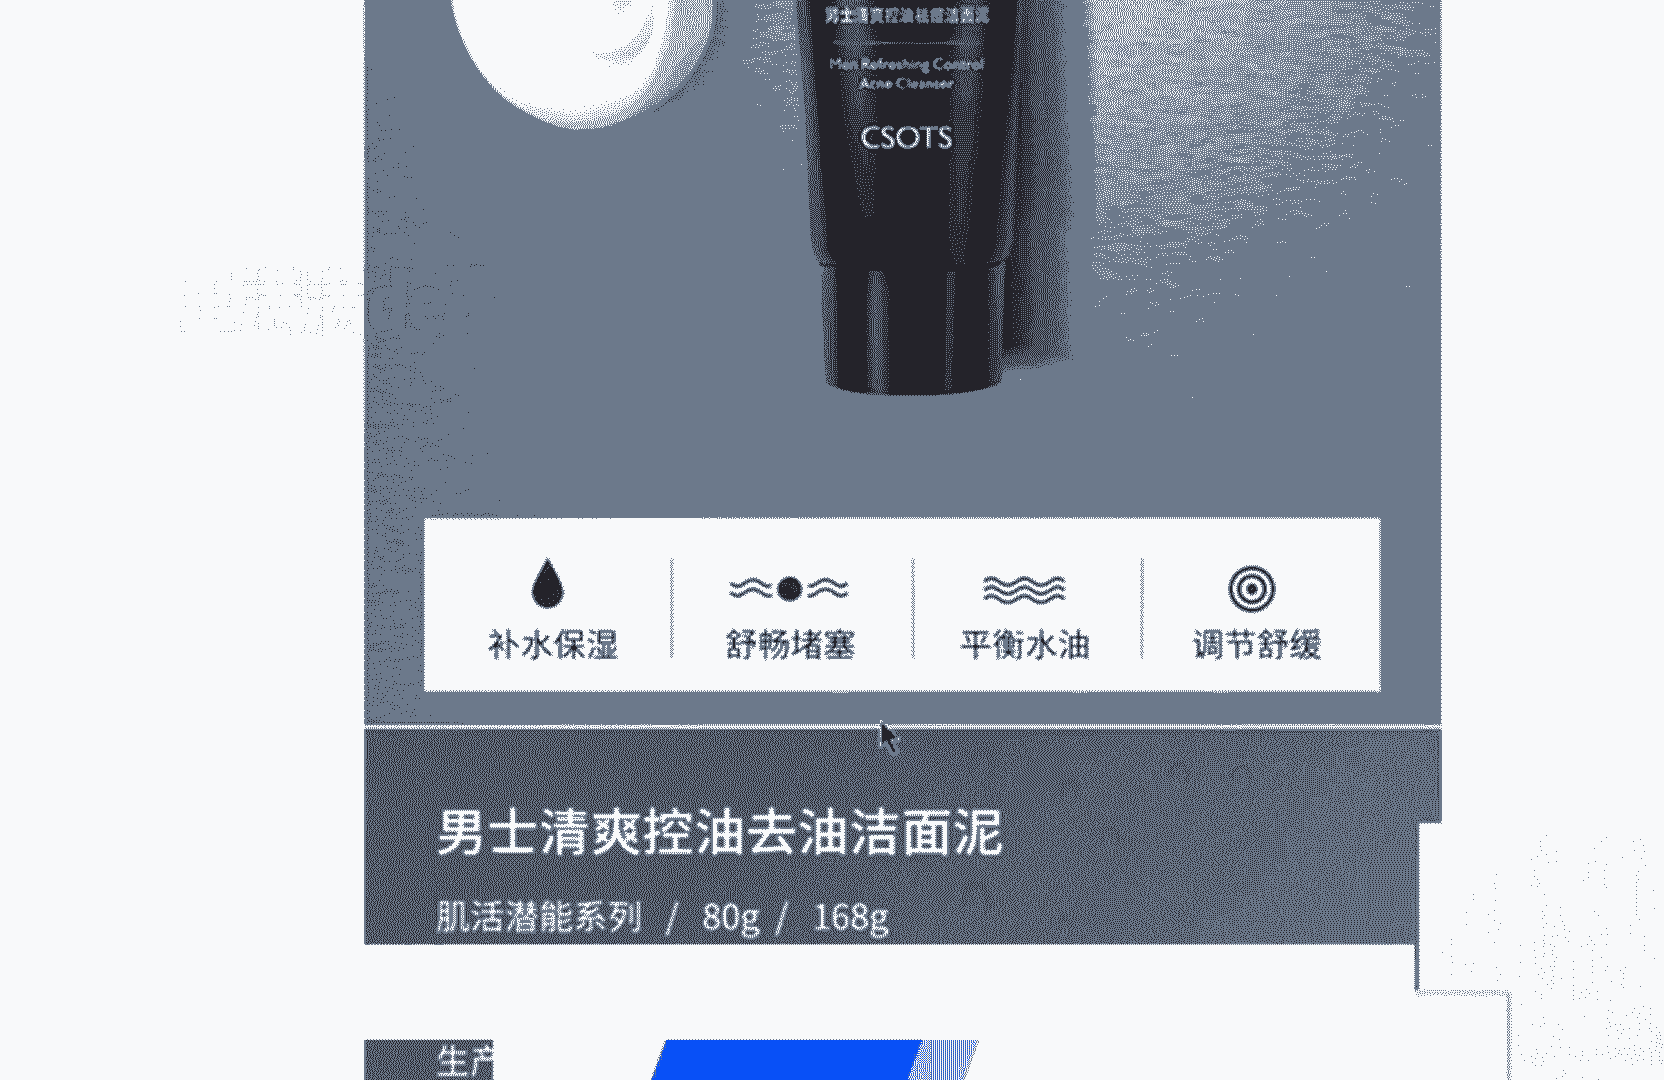 男士清爽控油祛痘洁面泥
Men Refreshing Control
Acne Cleanser
CSOTS
补水保湿
舒畅堵塞
平衡水油
调节舒缓
男士清爽控油去油洁面泥
肌活潜能系列 / 80g / 168g
生产